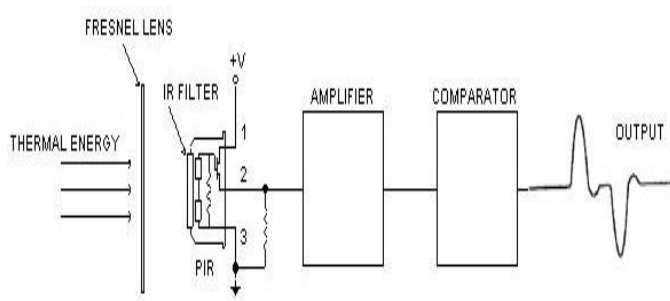 FRESNEL LENS
+V
IR FILTER
AMPLIFIER
COMPARATOR
1
OUTPUT
THERMAL ENERGY
2
3
PIR